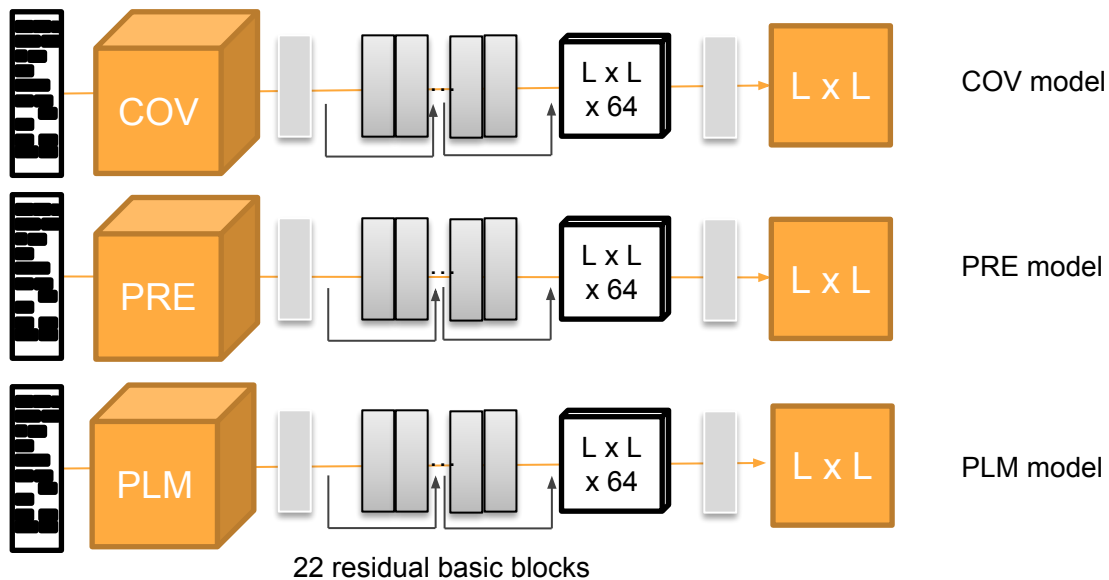 COV
L x L
x 64
L x L
COV model
PRE
L x L
x 64
L x L
PRE model
PLM
L x L
x 64
L x L
PLM model
22 residual basic blocks